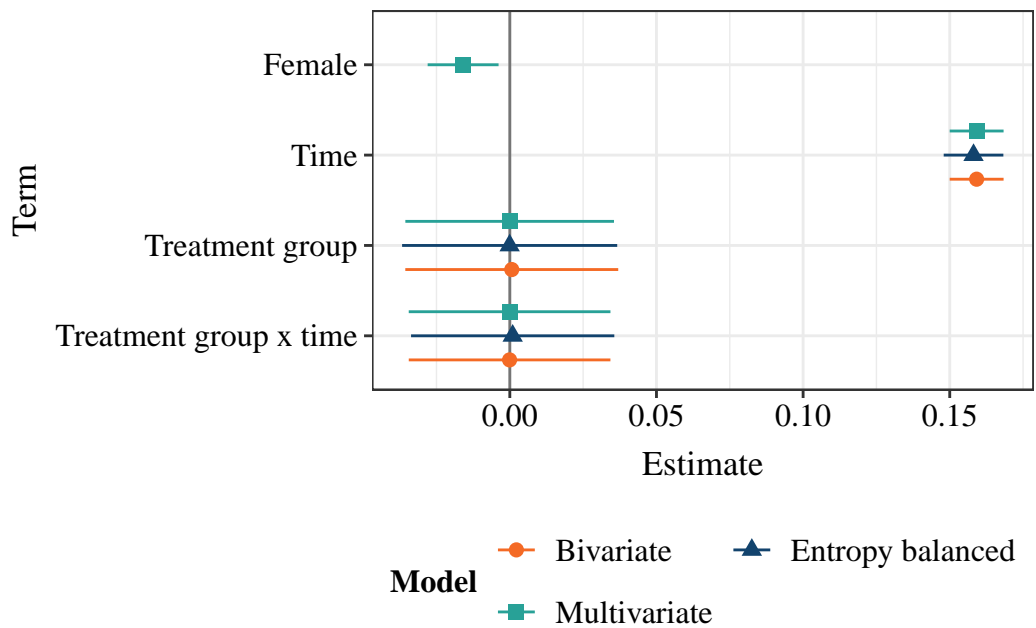 Term
Female
Time
Treatment group
Treatment group x time
0.00 0.05 0.10 0.15
Estimate
Model
Bivariate
Entropy balanced
Multivariate